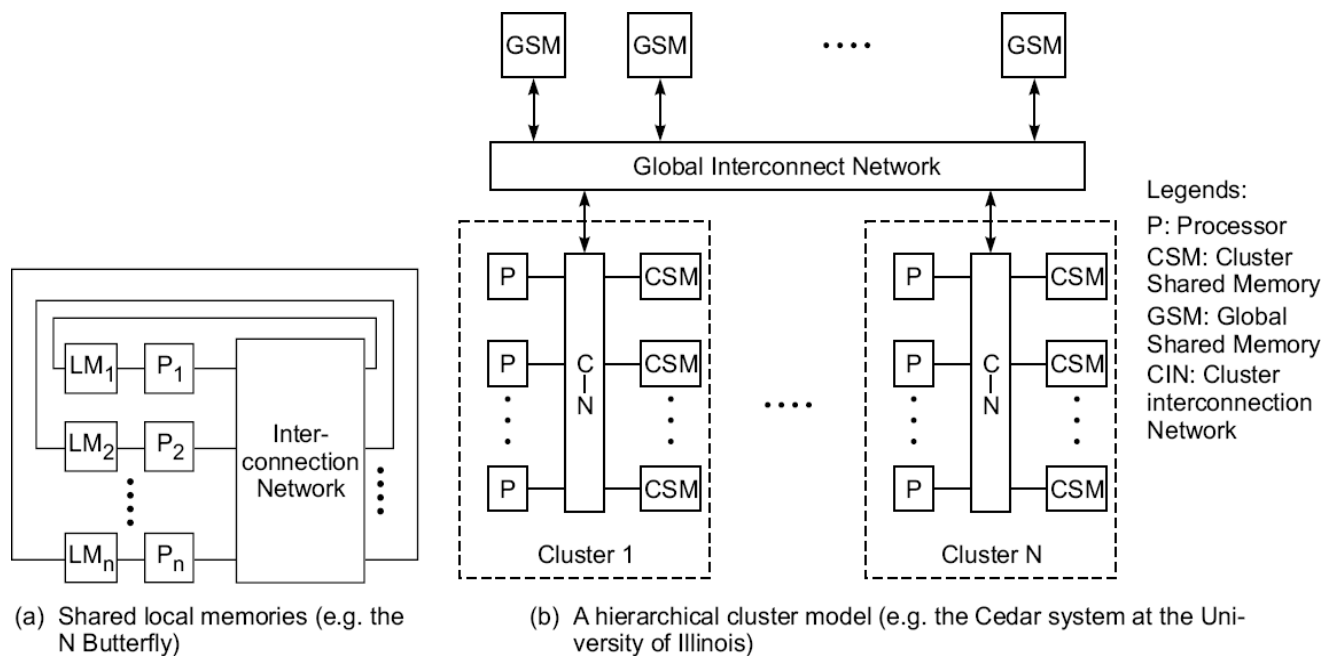 GSM GSM .... GSM
Global Interconnect Network
Legends:
P: Processor
CSM: Cluster
Shared Memory
GSM: Global
Shared Memory
CIN: Cluster
interconnection
Network
LM1 P1
LM2 P2
LMn Pn
Inter-
connection
Network
P CSM
P CSM
P CSM
C
I
N
Cluster 1
....
P CSM
P CSM
P CSM
C
I
N
Cluster N
(a) Shared local memories (e.g. the
N Butterfly)
(b) A hierarchical cluster model (e.g. the Cedar system at the Uni-
versity of Illinois)